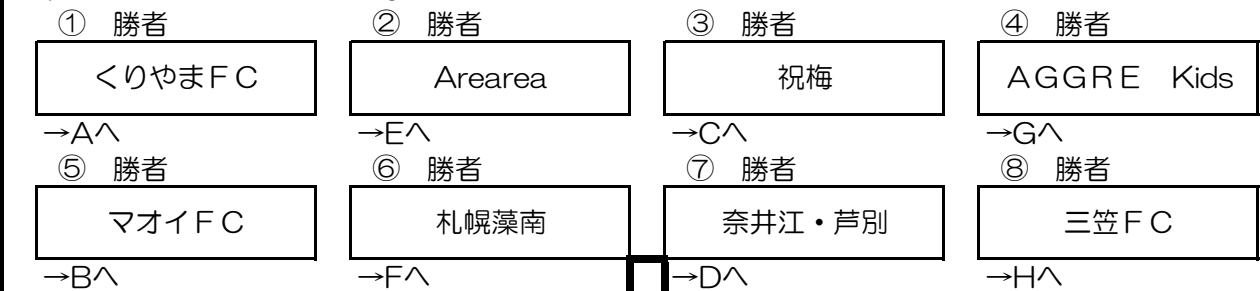 ① 勝者 ② 勝者 ③ 勝者 ④ 勝者
くりやまＦＣ Arearea 祝梅 ＡＧＧＲＥ Kids
→Aへ →Eへ →Cへ →Gへ
⑤ 勝者 ⑥ 勝者 ⑦ 勝者 ⑧ 勝者
マオイＦＣ 札幌藻南 奈井江・芦別 三笠ＦＣ
→Bへ →Fへ →Dへ →Hへ